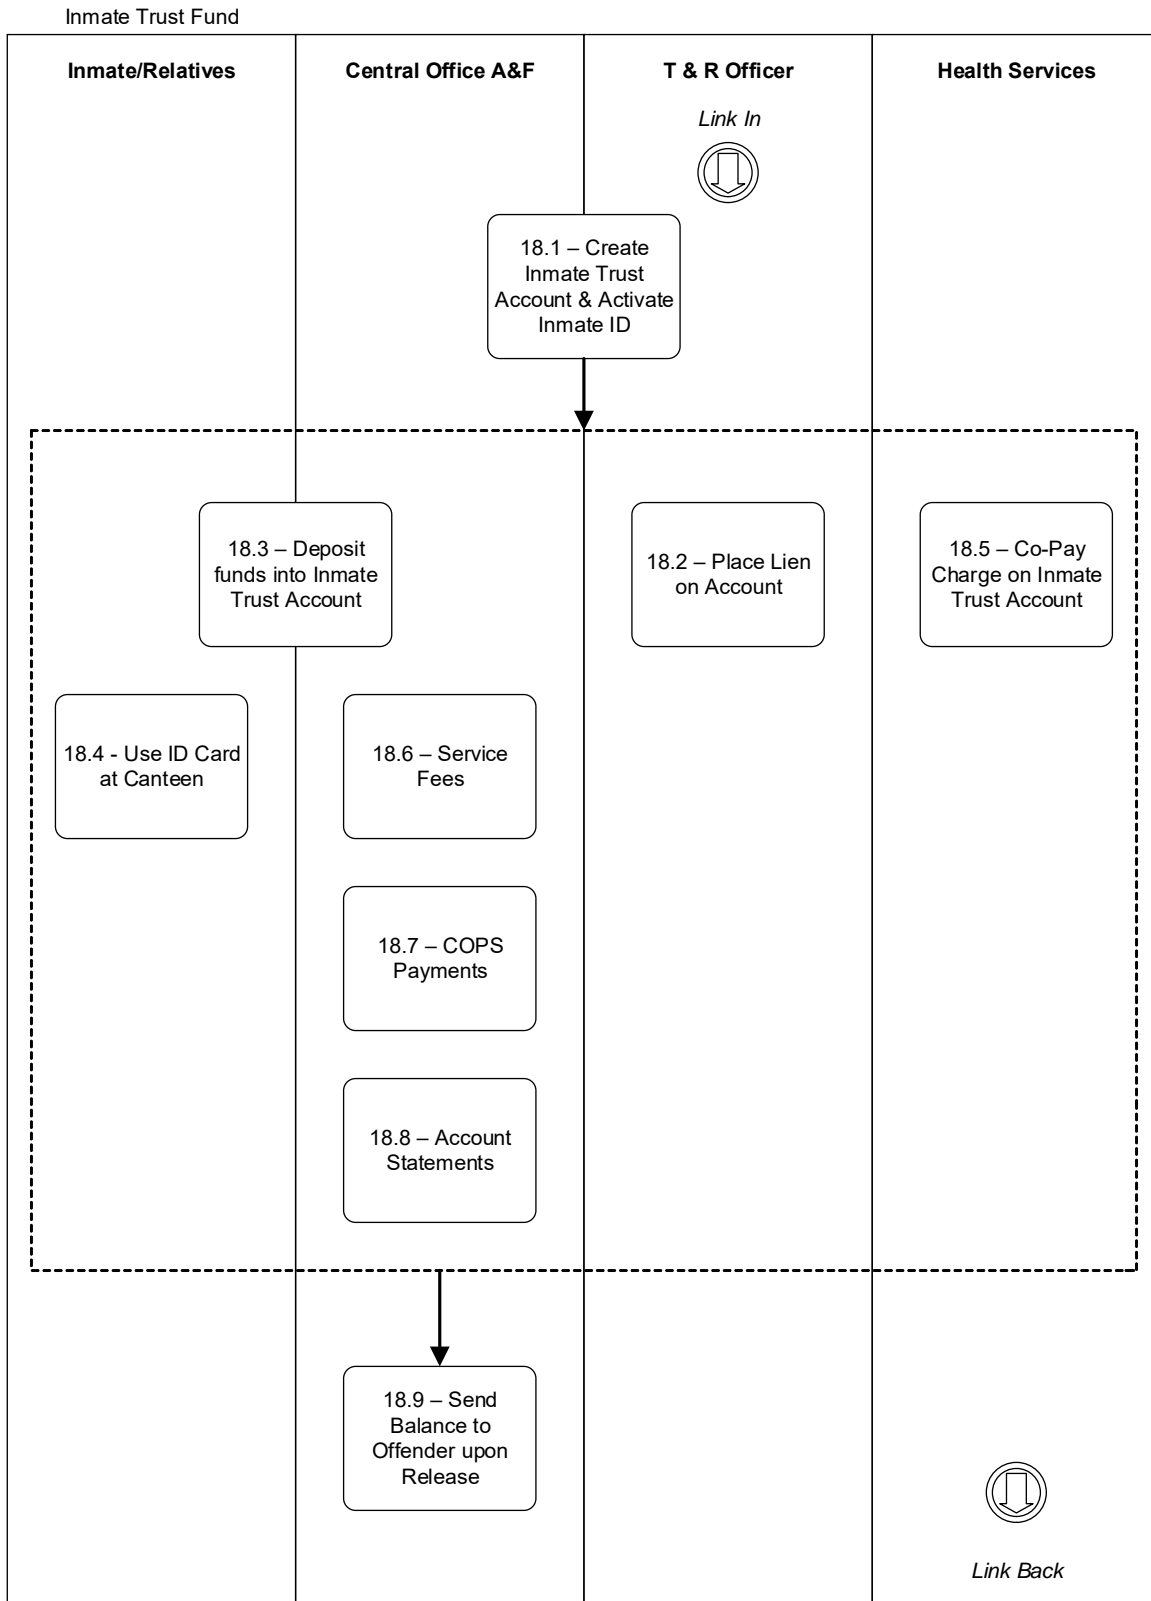 Inmate Trust Fund
Inmate/Relatives
Central Office A&F
T & R Officer
Health Services
Link In
18.1 – Create
Inmate Trust
Account & Activate
Inmate ID
18.3 – Deposit
funds into Inmate
Trust Account
18.2 – Place Lien
on Account
18.5 – Co-Pay
Charge on Inmate
Trust Account
18.4 - Use ID Card
at Canteen
18.6 – Service
Fees
18.7 – COPS
Payments
18.8 – Account
Statements
18.9 – Send
Balance to
Offender upon
Release
Link Back